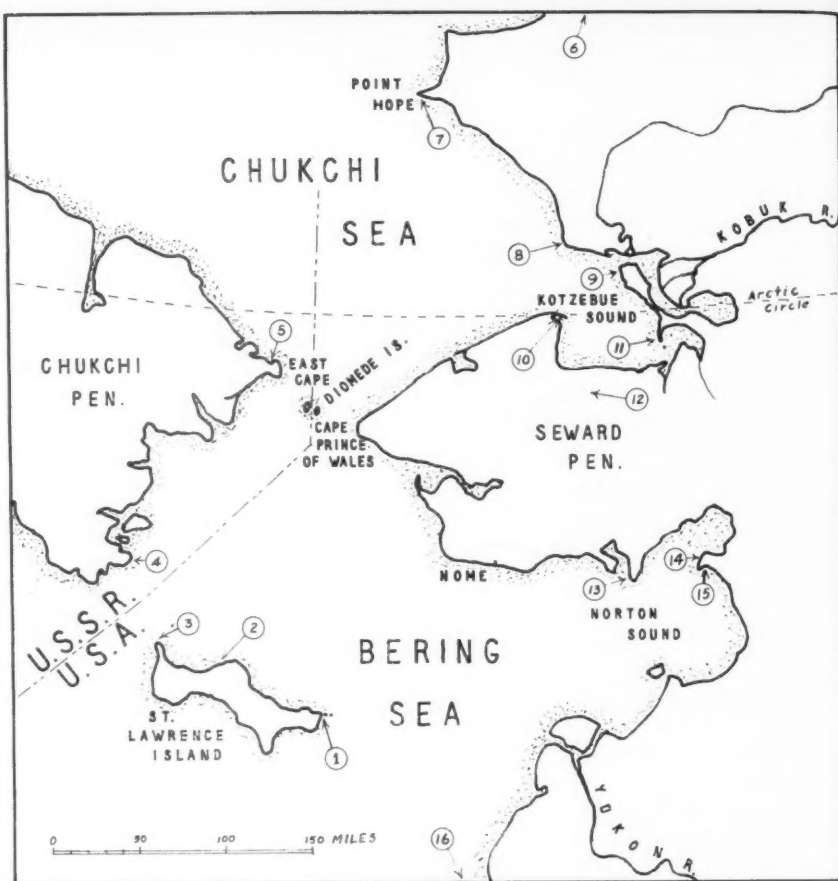 6
POINT
HOPE
7
CHUKCHI
SEA
KOBUK R.
8
9
Arctic
Circle
KOTZEBUE
SOUND
10
11
5
EAST
CAPE
DIOMEDE IS.
CHUKCHI
PEN.
12
CAPE
PRINCE
OF WALES
SEWARD
PEN.
4
NOME
13
14
15
NORTON
SOUND
U.S.S.R.
U.S.A.
3
2
BERING
SEA
ST.
LAWRENCE
ISLAND
1
YUKON R.
0 50 100 150 MILES
16